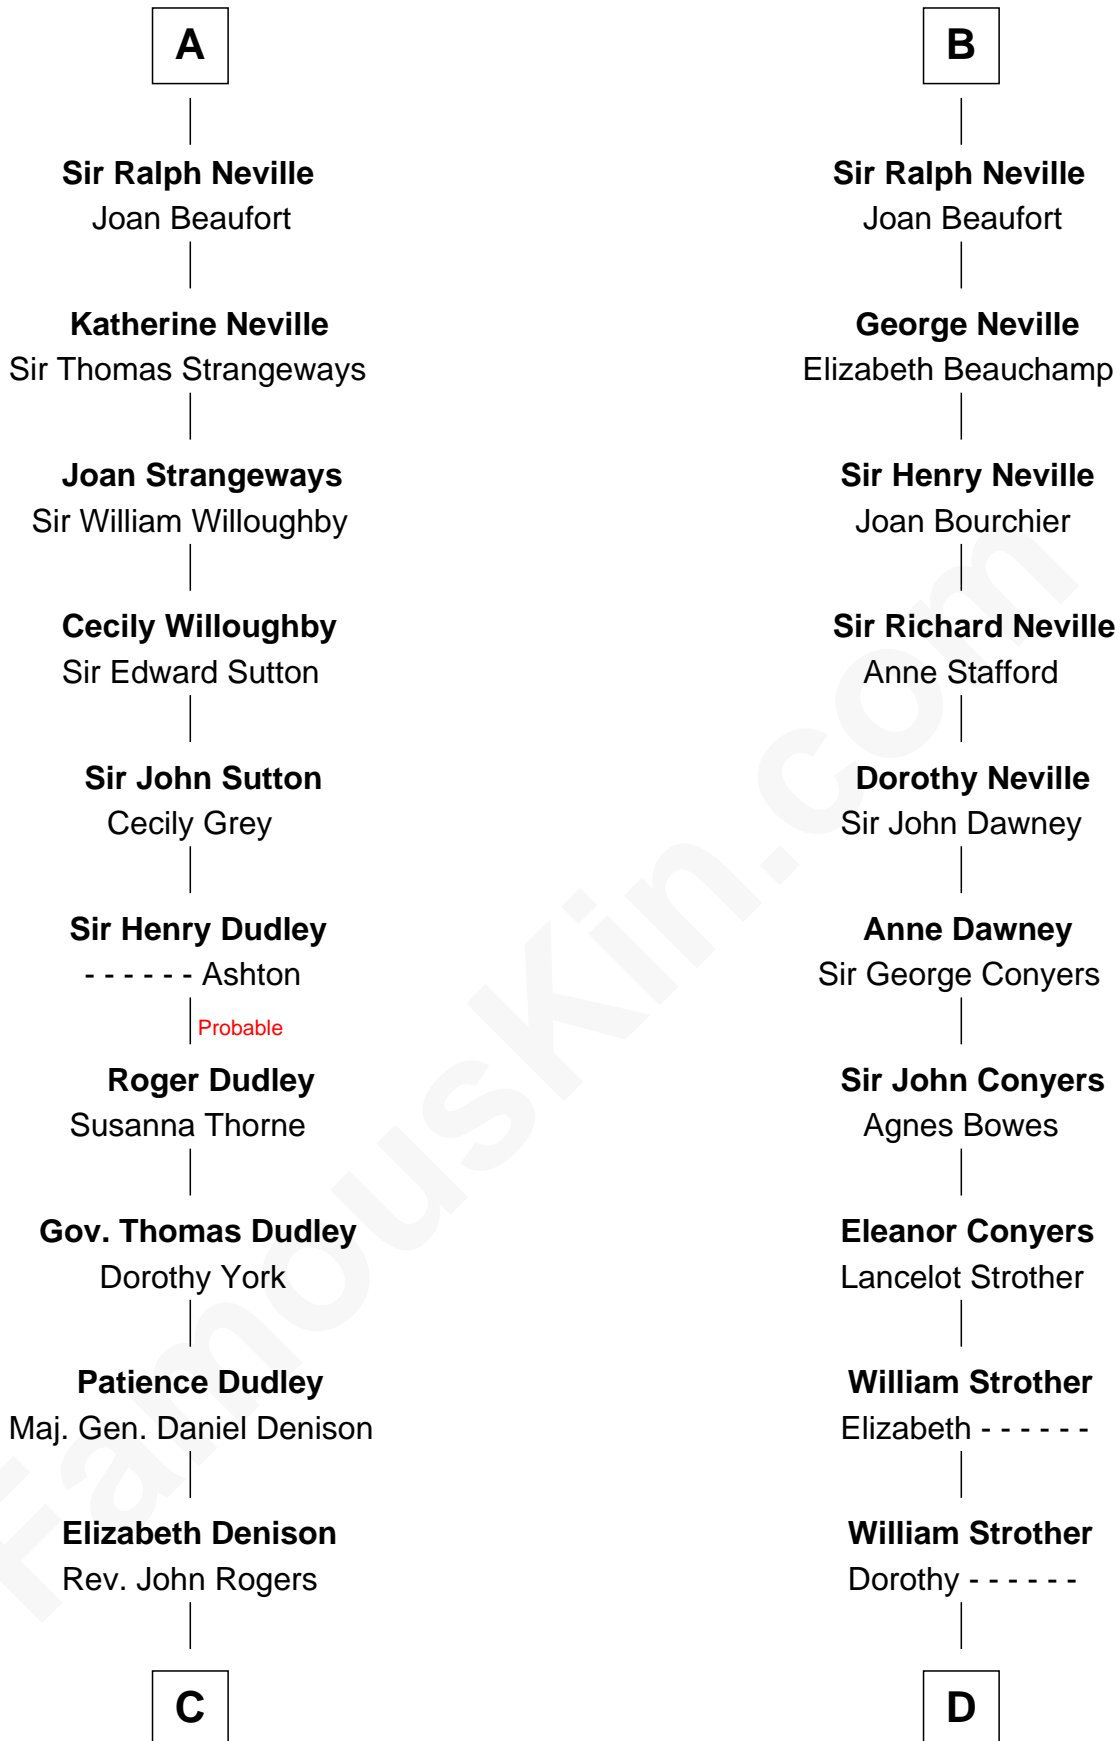 A
Sir Ralph Neville
Joan Beaufort
Katherine Neville
Sir Thomas Strangeways
Joan Strangeways
Sir William Willoughby
Cecily Willoughby
Sir Edward Sutton
Sir John Sutton
Cecily Grey
Sir Henry Dudley
- - - - - - Ashton
Probable
Roger Dudley
Susanna Thorne
Gov. Thomas Dudley
Dorothy York
Patience Dudley
Maj. Gen. Daniel Denison
Elizabeth Denison
Rev. John Rogers
C
B
Sir Ralph Neville
Joan Beaufort
George Neville
Elizabeth Beauchamp
Sir Henry Neville
Joan Bourchier
Sir Richard Neville
Anne Stafford
Dorothy Neville
Sir John Dawney
Anne Dawney
Sir George Conyers
Sir John Conyers
Agnes Bowes
Eleanor Conyers
Lancelot Strother
William Strother
Elizabeth - - - - - -
William Strother
Dorothy - - - - - -
D
FamousKin.com